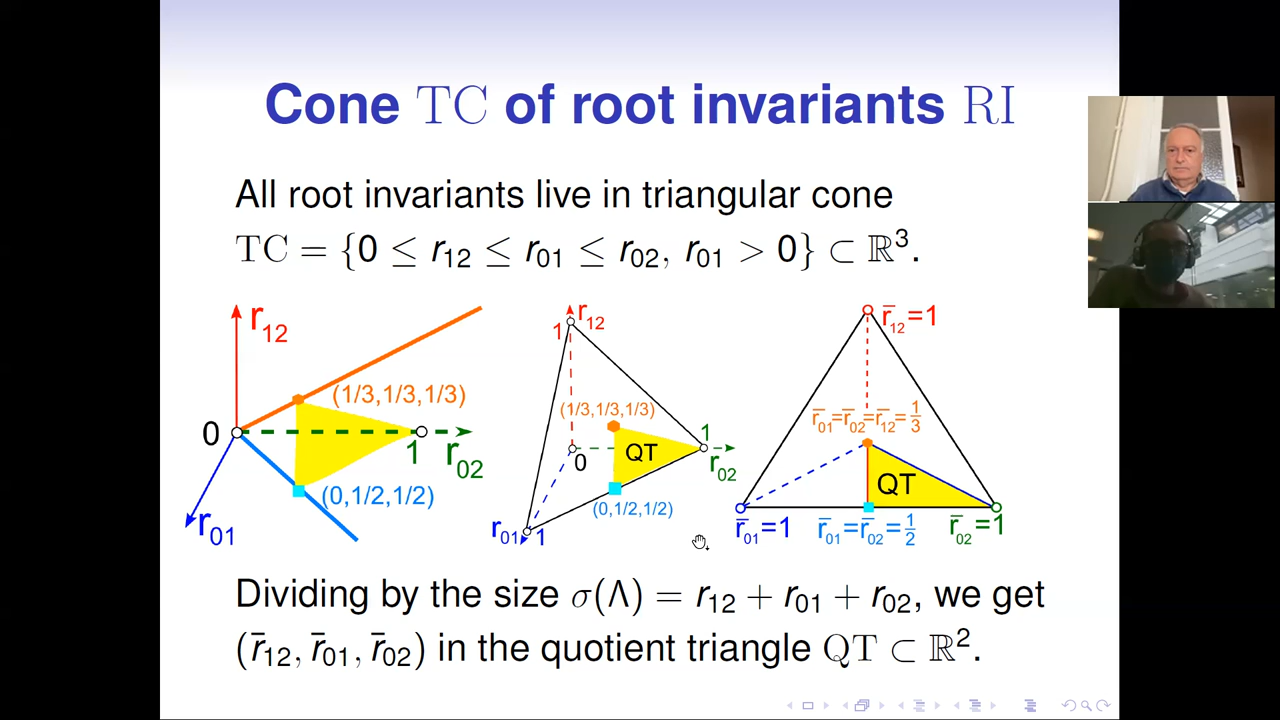 Cone TC of root invariants RI
All root invariants live in triangular cone
TC = {0 ≤ r₁₂ ≤ r₀₁ ≤ r₀₂, r₀₁ > 0} ⊂ ℝ³.
r₁₂
(1/3,1/3,1/3)
0
1
r₀₂
(0,1/2,1/2)
r₀₁
r₁₂
1
(1/3,1/3,1/3)
1
QT
0
r₀₂
(0,1/2,1/2)
r₀₁
1
r̄₁₂=1
r̄₀₁=r̄₀₂=r̄₁₂=1/3
QT
r̄₀₁=1
r̄₀₁=r̄₀₂=1/2
r̄₀₂=1
Dividing by the size σ(Λ) = r₁₂ + r₀₁ + r₀₂, we get
(r̄₁₂, r̄₀₁, r̄₀₂) in the quotient triangle QT ⊂ ℝ².